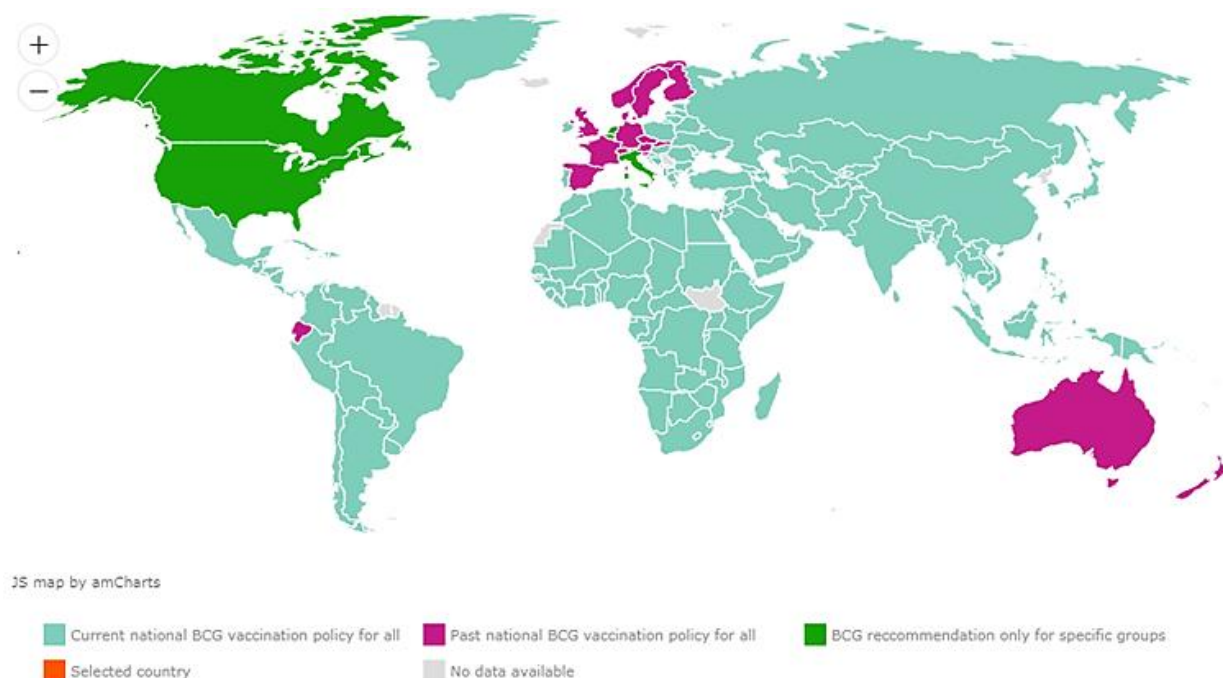 +
−
JS map by amCharts
Current national BCG vaccination policy for all
Past national BCG vaccination policy for all
BCG reccommendation only for specific groups
Selected country
No data available